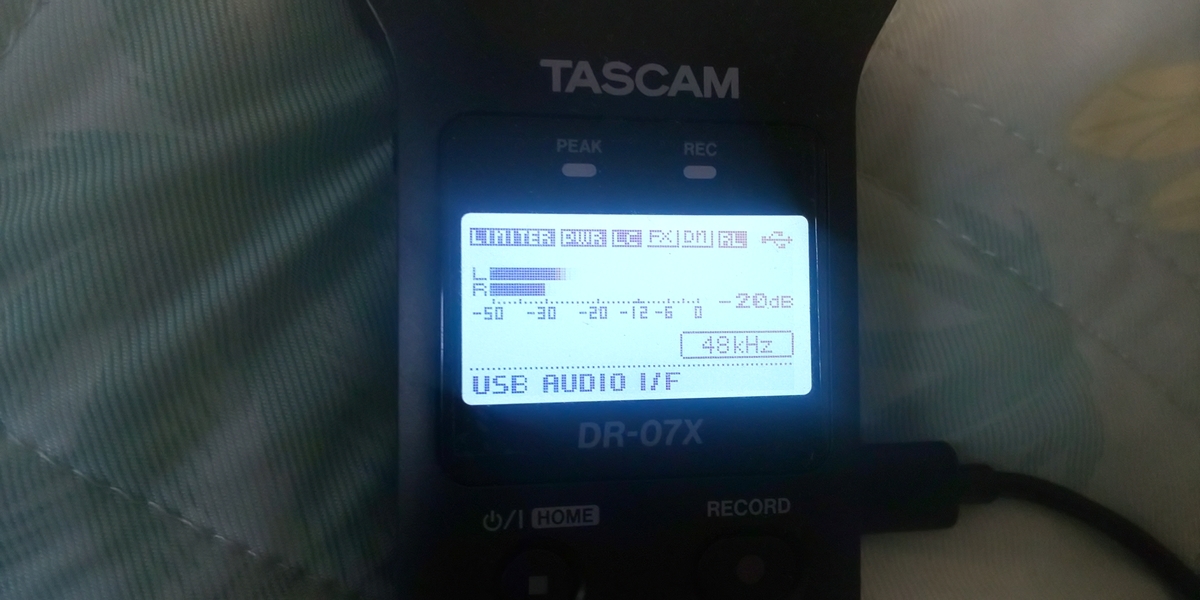 TASCAM
PEAK REC
LIMITER PWR LC FX DM RL
L
R
-50 -30 -20 -12 -6 0 -20dB
48kHz
USB AUDIO I/F
DR-07X
⏻/I HOME RECORD